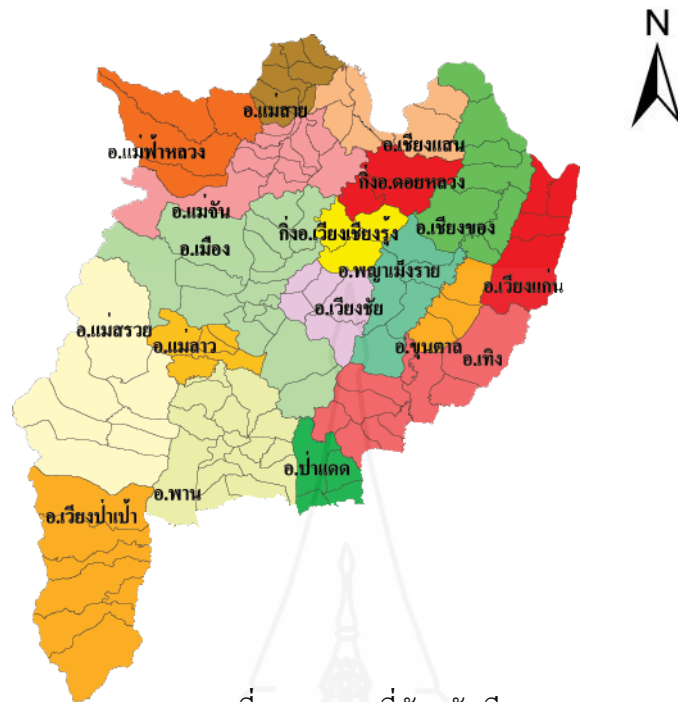 N
อ.แม่สาย
อ.เชียงแสน
อ.แม่ฟ้าหลวง
กิ่งอ.ดอยหลวง
อ.แม่จัน
อ.เชียงของ
กิ่งอ.เวียงเชียงรุ้ง
อ.เมือง
อ.พญาเม็งราย
อ.เวียงแก่น
อ.เวียงชัย
อ.แม่สรวย
อ.แม่ลาว
อ.ขุนตาล
อ.เทิง
อ.ป่าแดด
อ.พาน
อ.เวียงป่าเป้า